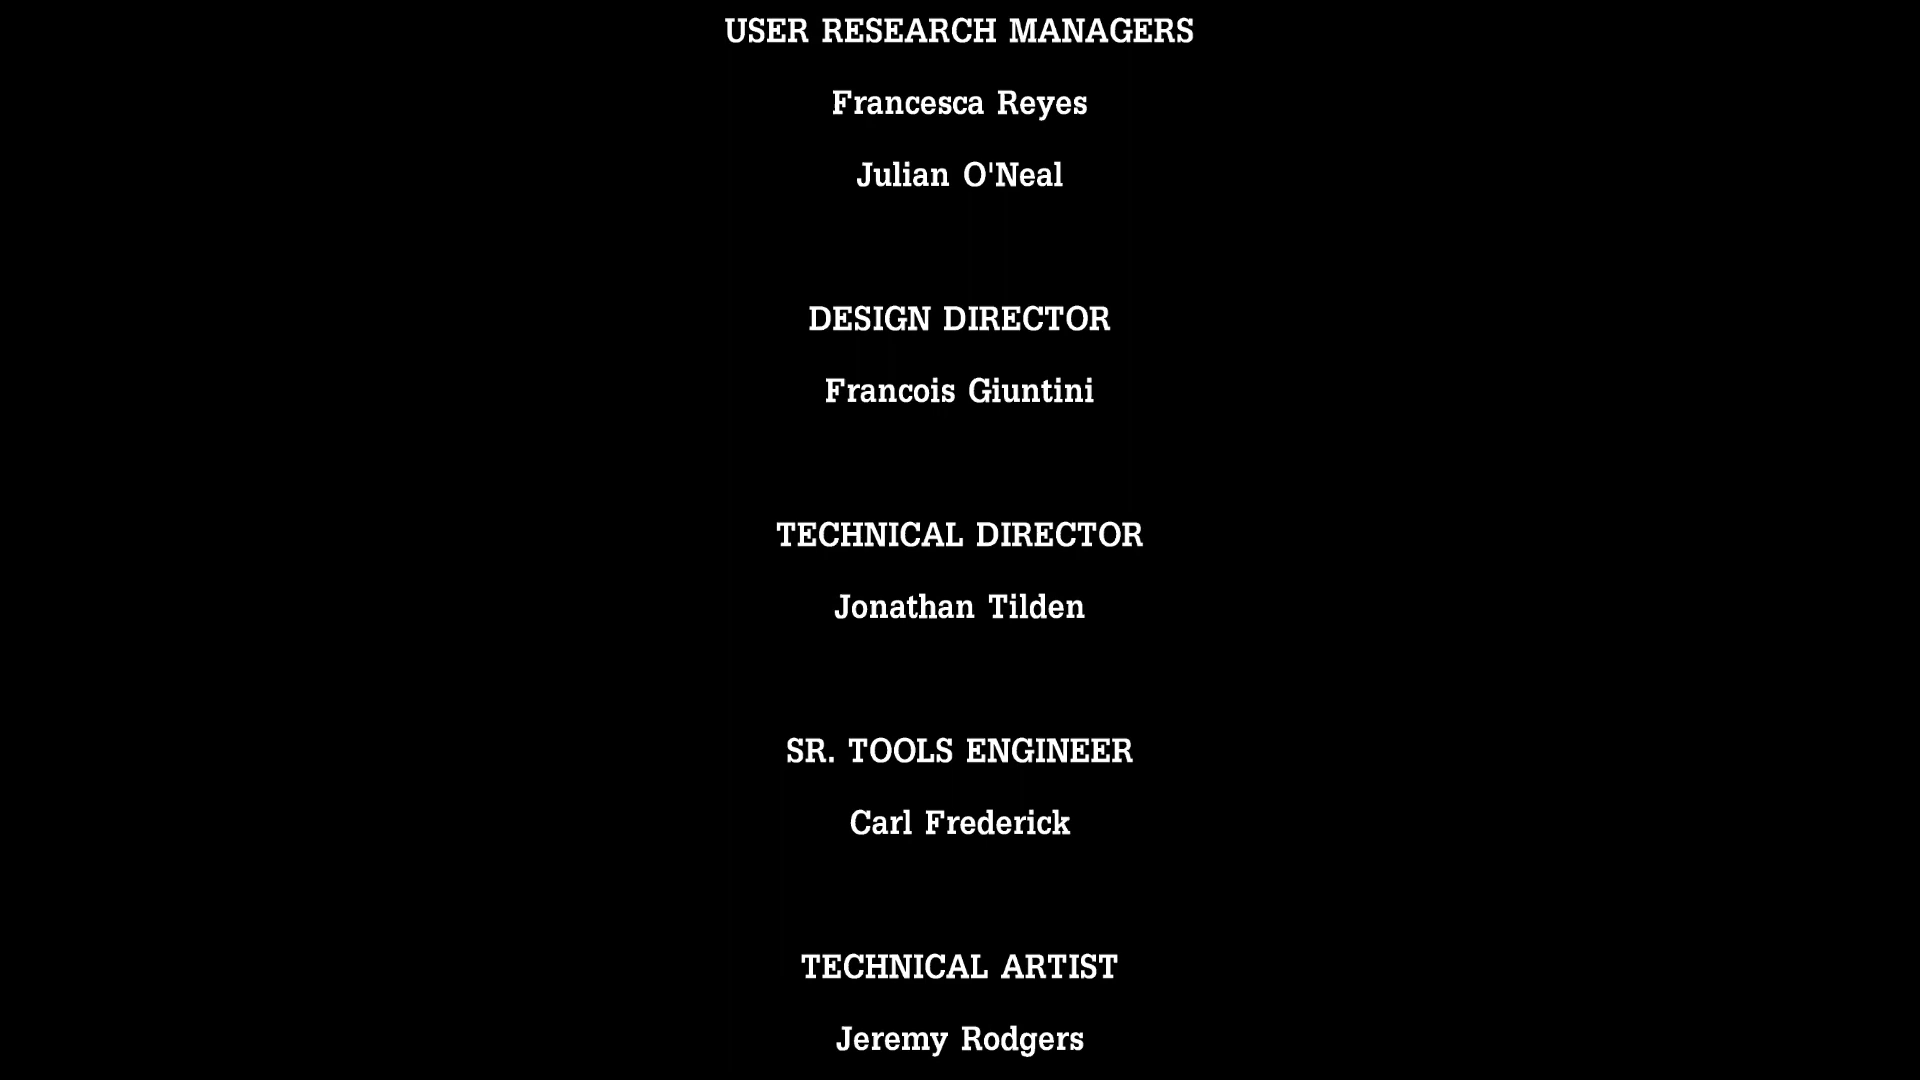 USER RESEARCH MANAGERS
Francesca Reyes
Julian O'Neal
DESIGN DIRECTOR
Francois Giuntini
TECHNICAL DIRECTOR
Jonathan Tilden
SR. TOOLS ENGINEER
Carl Frederick
TECHNICAL ARTIST
Jeremy Rodgers